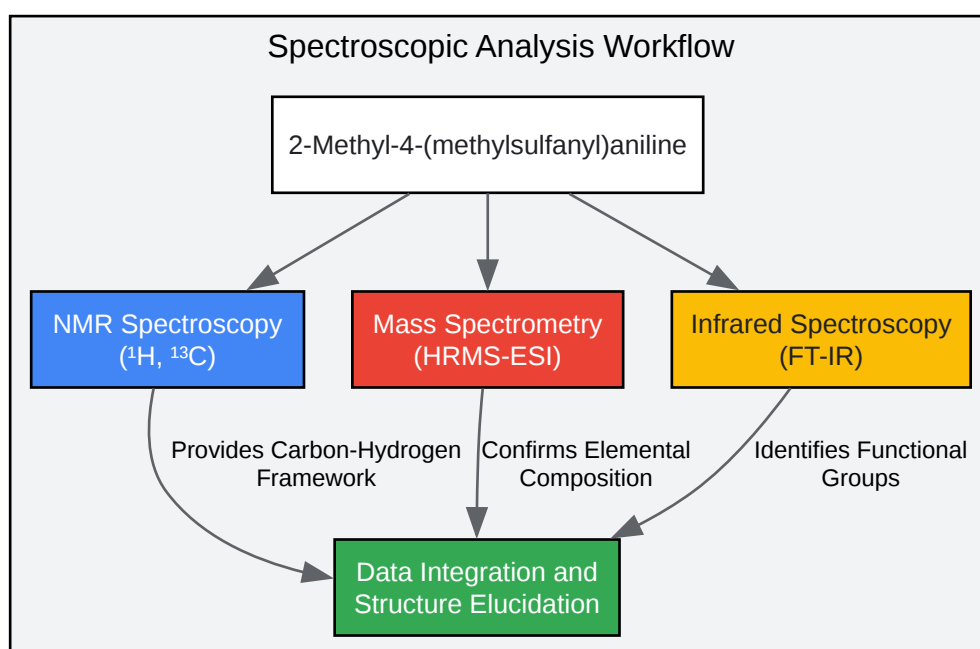 Spectroscopic Analysis Workflow
2-Methyl-4-(methylsulfanyl)aniline
NMR Spectroscopy
(¹H, ¹³C)
Mass Spectrometry
(HRMS-ESI)
Infrared Spectroscopy
(FT-IR)
Provides Carbon-Hydrogen
Framework
Confirms Elemental
Composition
Identifies Functional
Groups
Data Integration and
Structure Elucidation